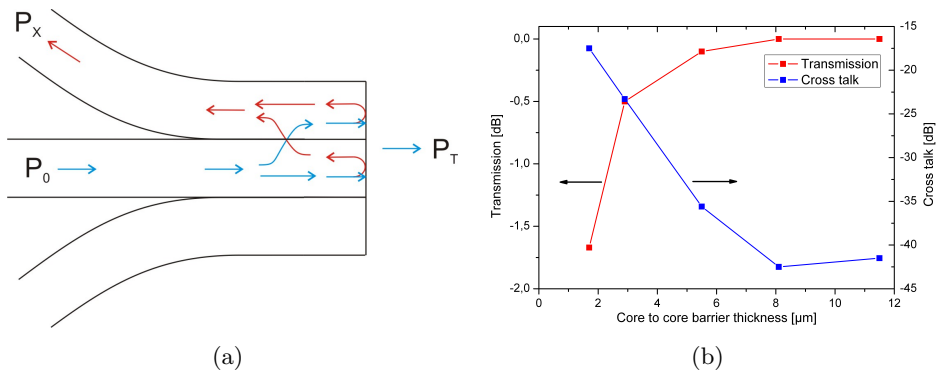 P_X
P_0
P_T
(a)
0,0
-0,5
-1,0
-1,5
-2,0
Transmission [dB]
0 2 4 6 8 10 12
Core to core barrier thickness [µm]
-15
-20
-25
-30
-35
-40
-45
Cross talk [dB]
Transmission
Cross talk
(b)